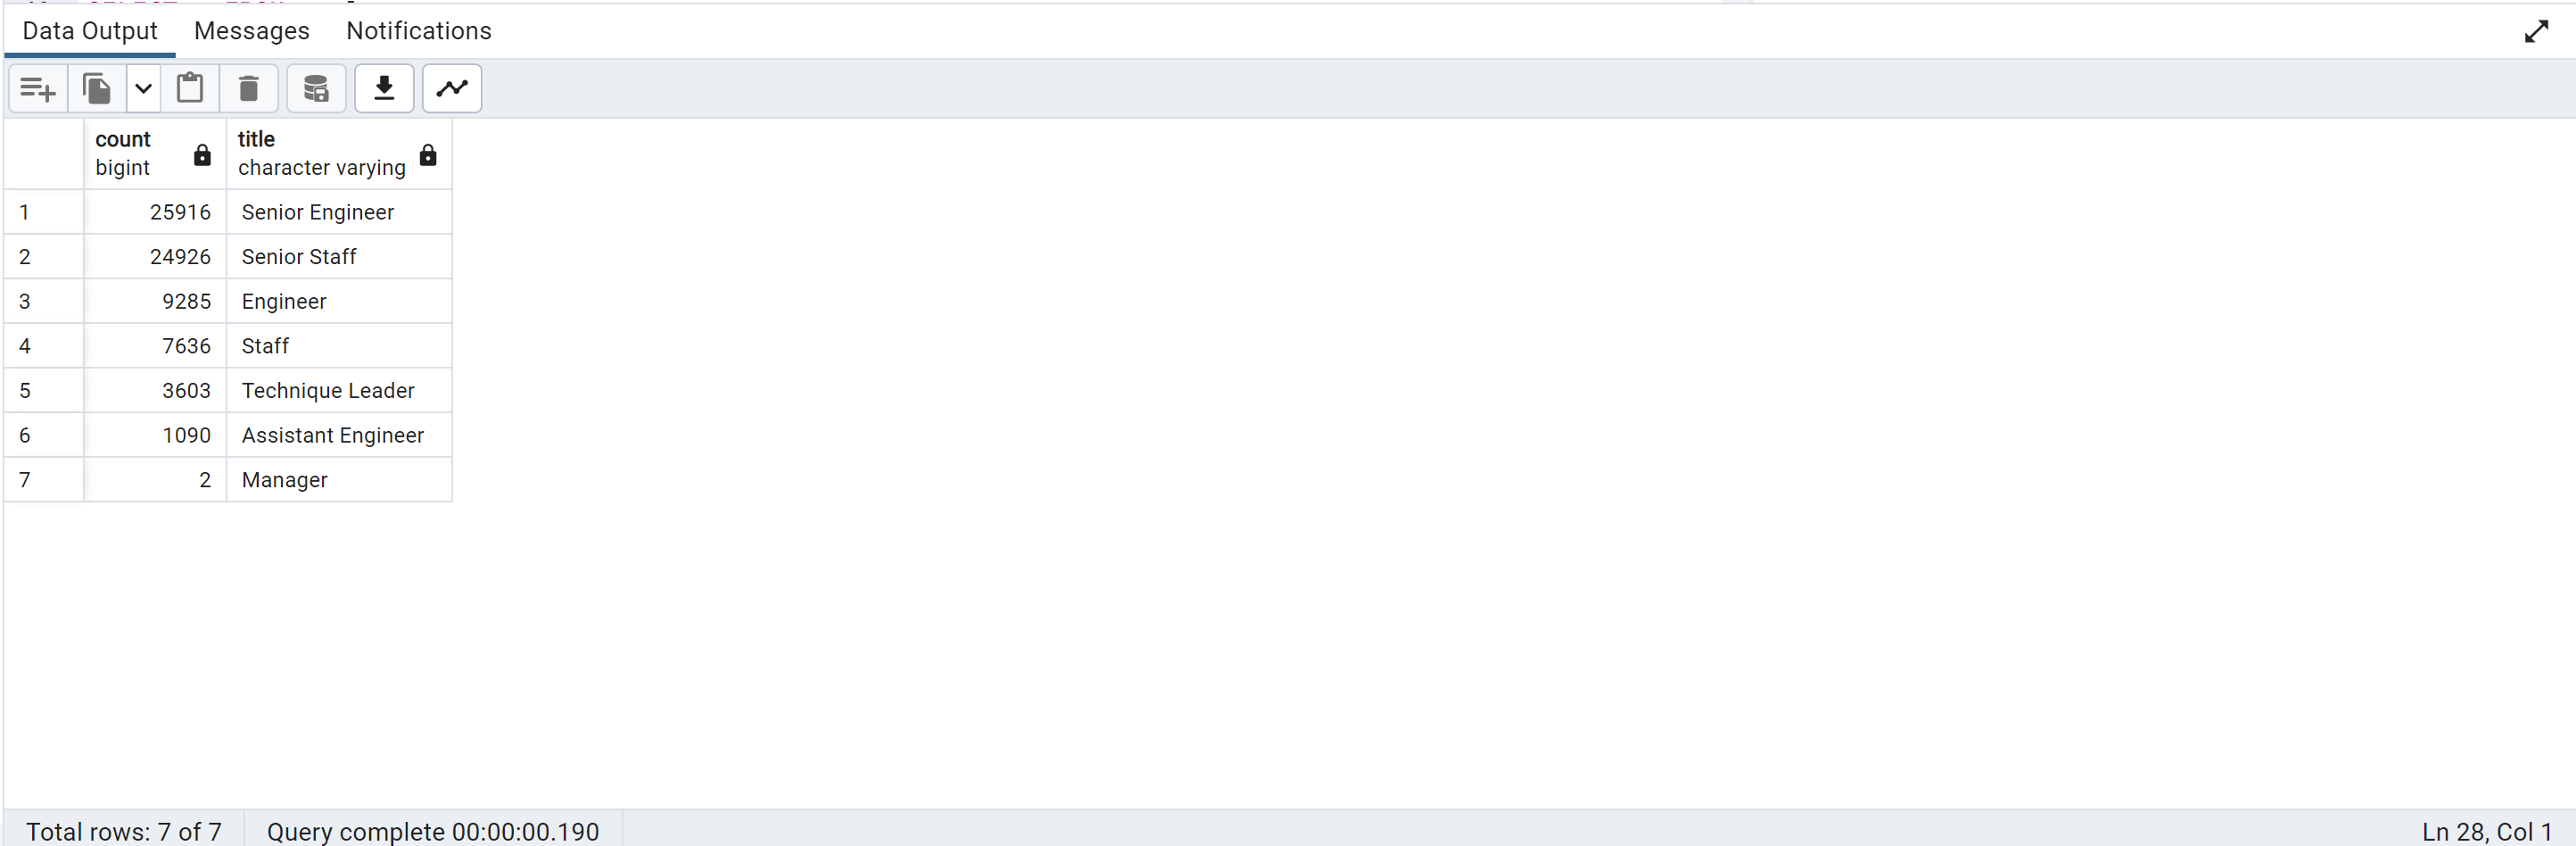 Data Output Messages Notifications
count title
bigint character varying
1 25916 Senior Engineer
2 24926 Senior Staff
3 9285 Engineer
4 7636 Staff
5 3603 Technique Leader
6 1090 Assistant Engineer
7 2 Manager
Total rows: 7 of 7 Query complete 00:00:00.190 Ln 28, Col 1